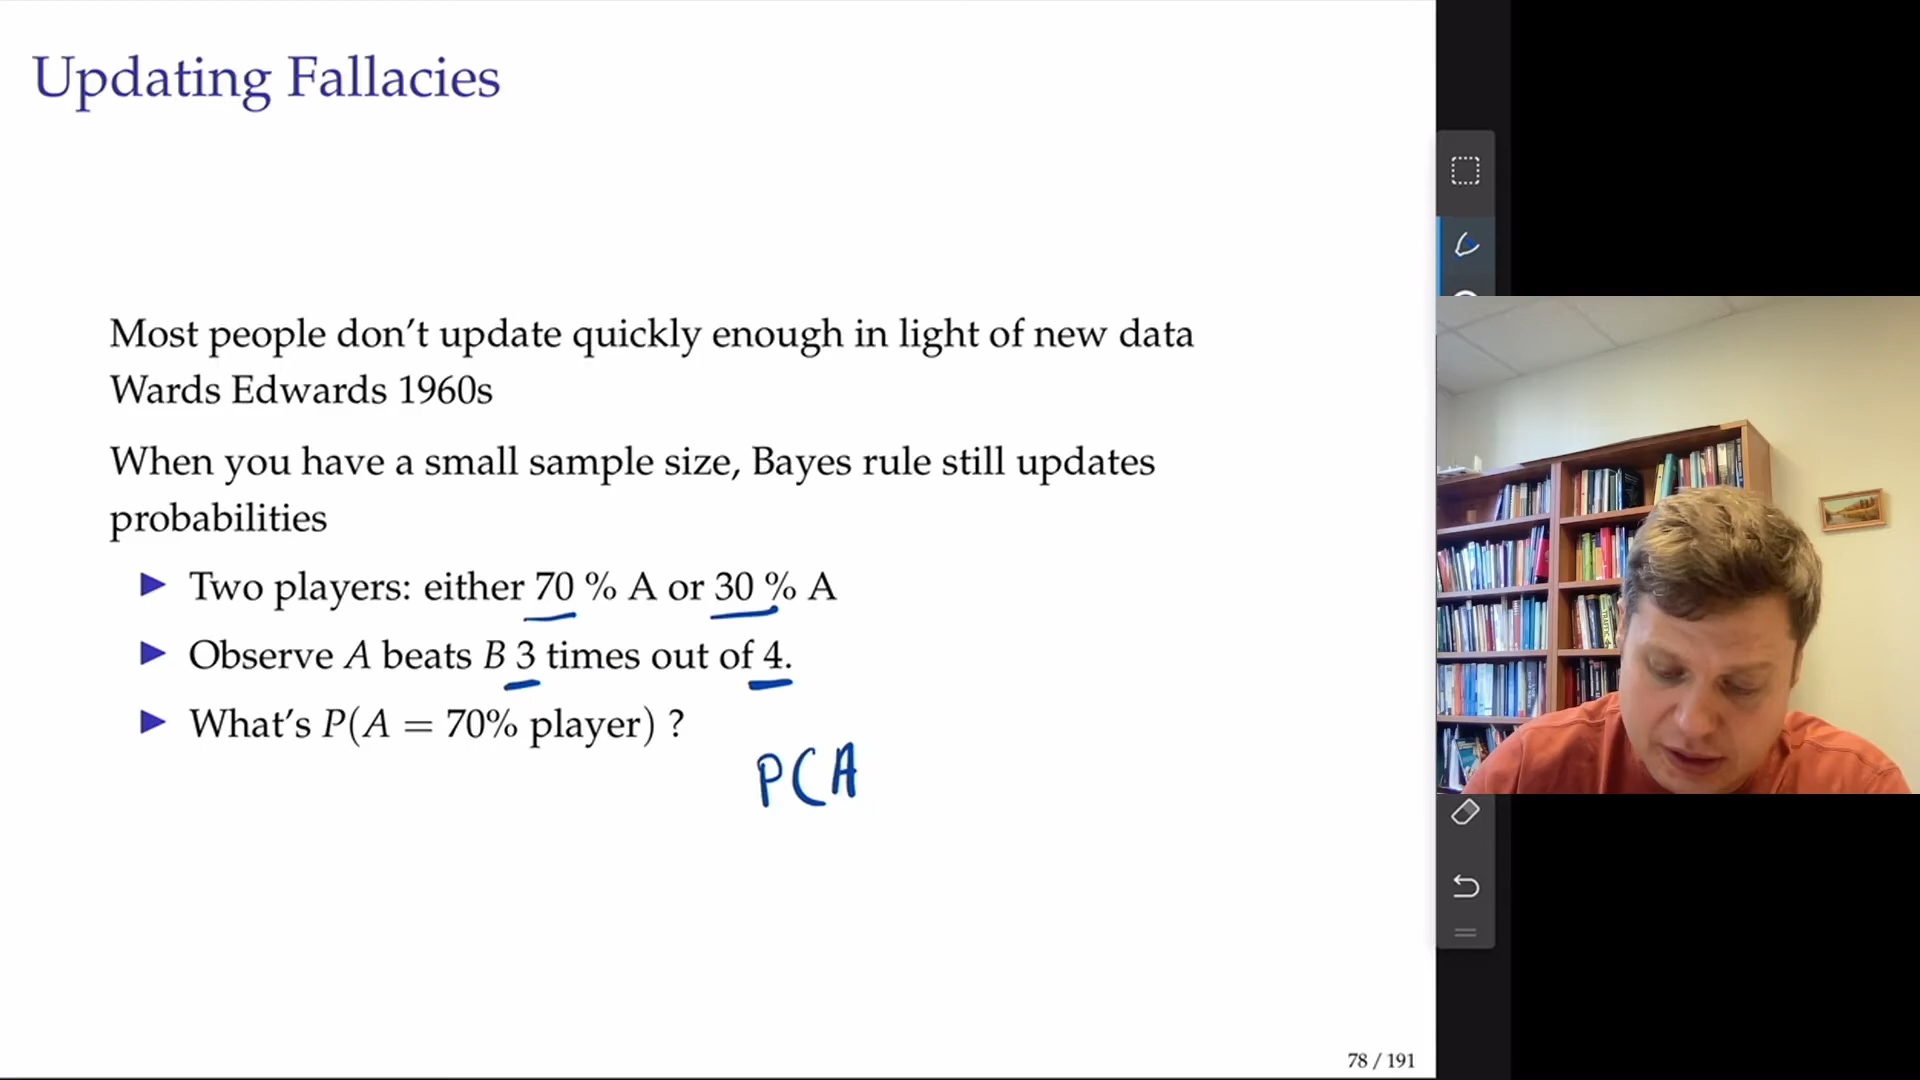 Updating Fallacies
Most people don't update quickly enough in light of new data
Wards Edwards 1960s
When you have a small sample size, Bayes rule still updates
probabilities
▶ Two players: either 70 % A or 30 % A
▶ Observe A beats B 3 times out of 4.
▶ What's P(A = 70% player) ?
P(A
78 / 191